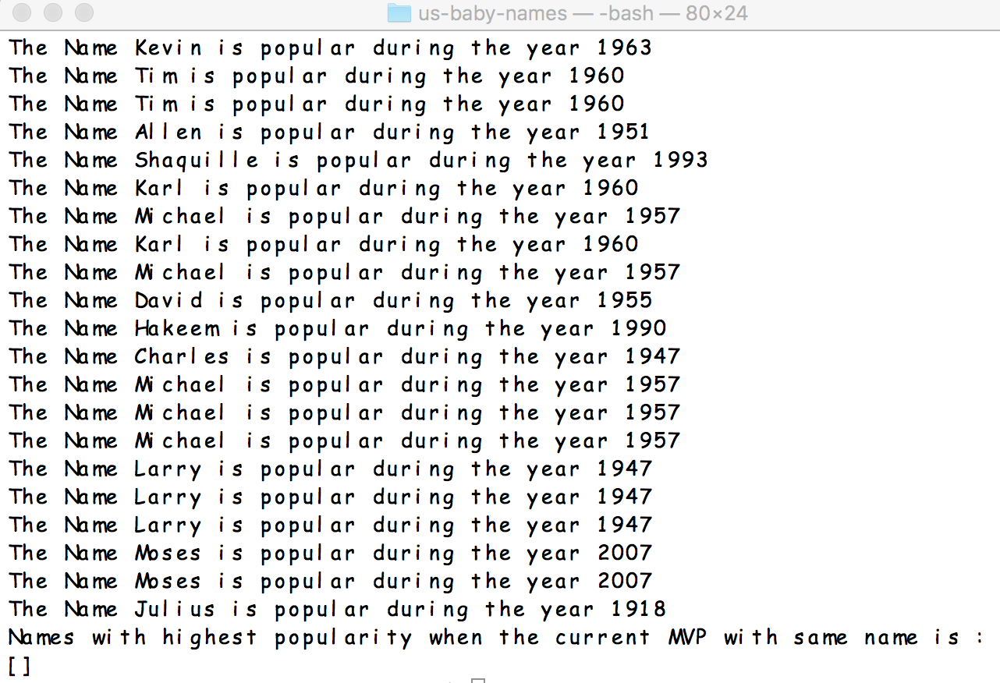 us-baby-names — -bash — 80×24
The Name Kevin is popular during the year 1963
The Name Tim is popular during the year 1960
The Name Tim is popular during the year 1960
The Name Allen is popular during the year 1951
The Name Shaquille is popular during the year 1993
The Name Karl is popular during the year 1960
The Name Michael is popular during the year 1957
The Name Karl is popular during the year 1960
The Name Michael is popular during the year 1957
The Name David is popular during the year 1955
The Name Hakeem is popular during the year 1990
The Name Charles is popular during the year 1947
The Name Michael is popular during the year 1957
The Name Michael is popular during the year 1957
The Name Michael is popular during the year 1957
The Name Larry is popular during the year 1947
The Name Larry is popular during the year 1947
The Name Larry is popular during the year 1947
The Name Moses is popular during the year 2007
The Name Moses is popular during the year 2007
The Name Julius is popular during the year 1918
Names with highest popularity when the current MVP with same name is :
[]